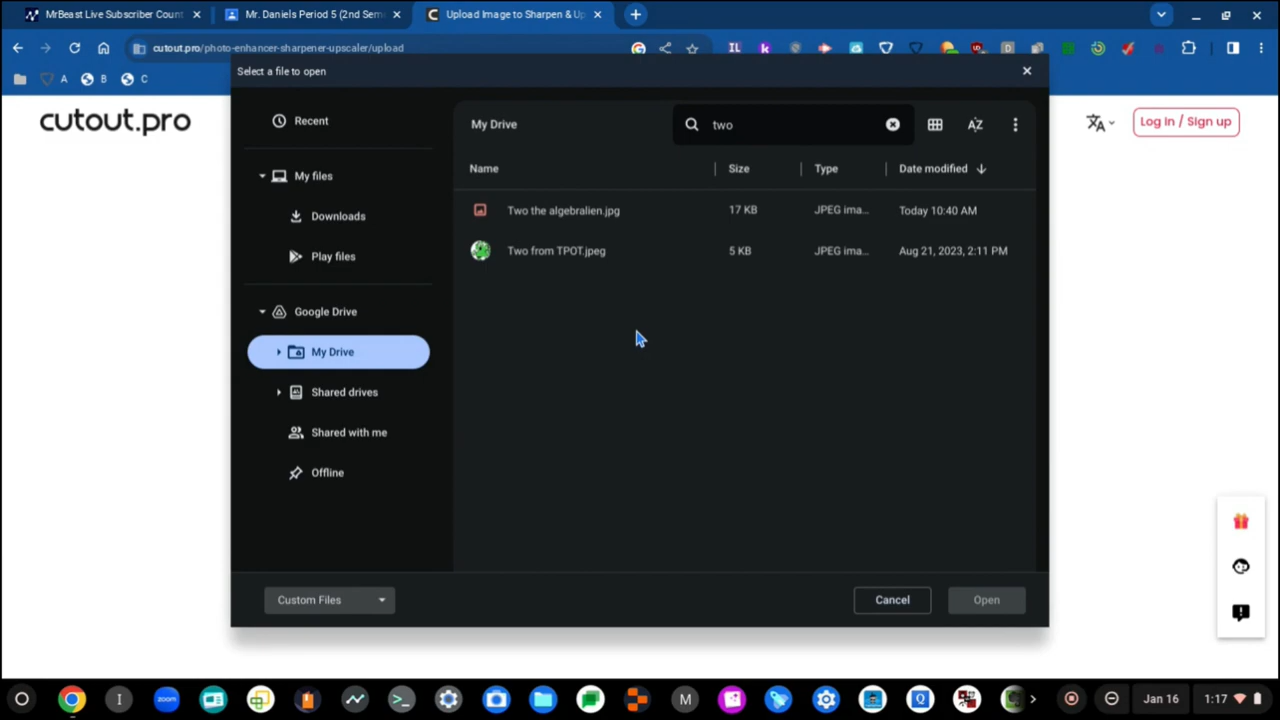 MrBeast Live Subscriber Count
Mr. Daniels Period 5 (2nd Sem
Upload Image to Sharpen & Up
cutout.pro/photo-enhancer-sharpener-upscaler/upload
A B C
cutout.pro
Log in / Sign up
Select a file to open
Recent
My files
Downloads
Play files
Google Drive
My Drive
Shared drives
Shared with me
Offline
My Drive
two
Name Size Type Date modified
Two the algebralien.jpg 17 KB JPEG ima... Today 10:40 AM
Two from TPOT.jpeg 5 KB JPEG ima... Aug 21, 2023, 2:11 PM
Custom Files
Cancel
Open
zoom
Jan 16
1:17